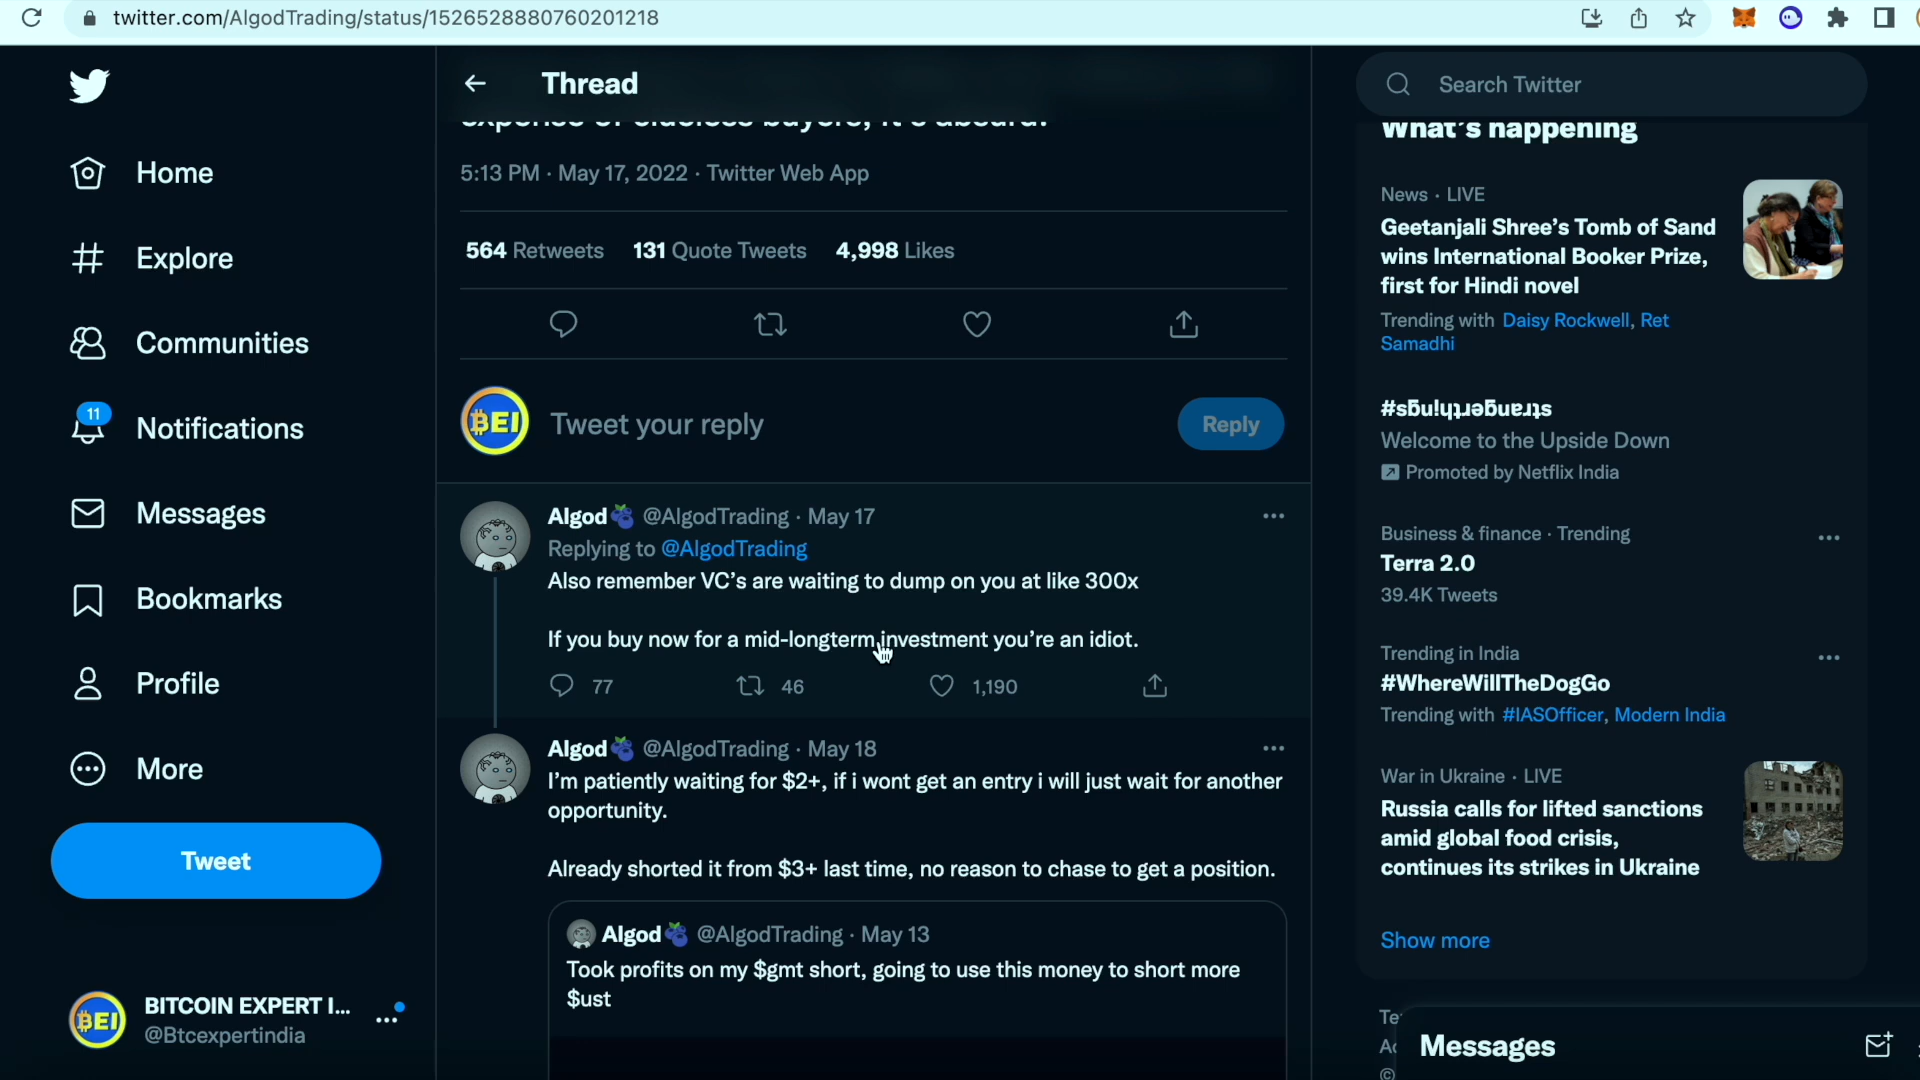 twitter.com/AlgodTrading/status/1526528880760201218
Home
Explore
Communities
11
Notifications
Messages
Bookmarks
Profile
More
Tweet
BEI
BITCOIN EXPERT I...
@Btcexpertindia
Thread
expense of clueless buyers, it's absurd.
5:13 PM · May 17, 2022 · Twitter Web App
564 Retweets 131 Quote Tweets 4,998 Likes
BEI
Tweet your reply
Reply
Algod @AlgodTrading · May 17
Replying to @AlgodTrading
Also remember VC's are waiting to dump on you at like 300x
If you buy now for a mid-longterm investment you're an idiot.
77 46 1,190
Algod @AlgodTrading · May 18
I'm patiently waiting for $2+, if i wont get an entry i will just wait for another
opportunity.
Already shorted it from $3+ last time, no reason to chase to get a position.
Algod @AlgodTrading · May 13
Took profits on my $gmt short, going to use this money to short more
$ust
Search Twitter
What's happening
News · LIVE
Geetanjali Shree's Tomb of Sand
wins International Booker Prize,
first for Hindi novel
Trending with Daisy Rockwell, Ret
Samadhi
#sƃuᴉɥʇɹǝƃuɐɹʇs
Welcome to the Upside Down
Promoted by Netflix India
Business & finance · Trending
Terra 2.0
39.4K Tweets
Trending in India
#WhereWillTheDogGo
Trending with #IASOfficer, Modern India
War in Ukraine · LIVE
Russia calls for lifted sanctions
amid global food crisis,
continues its strikes in Ukraine
Show more
Messages